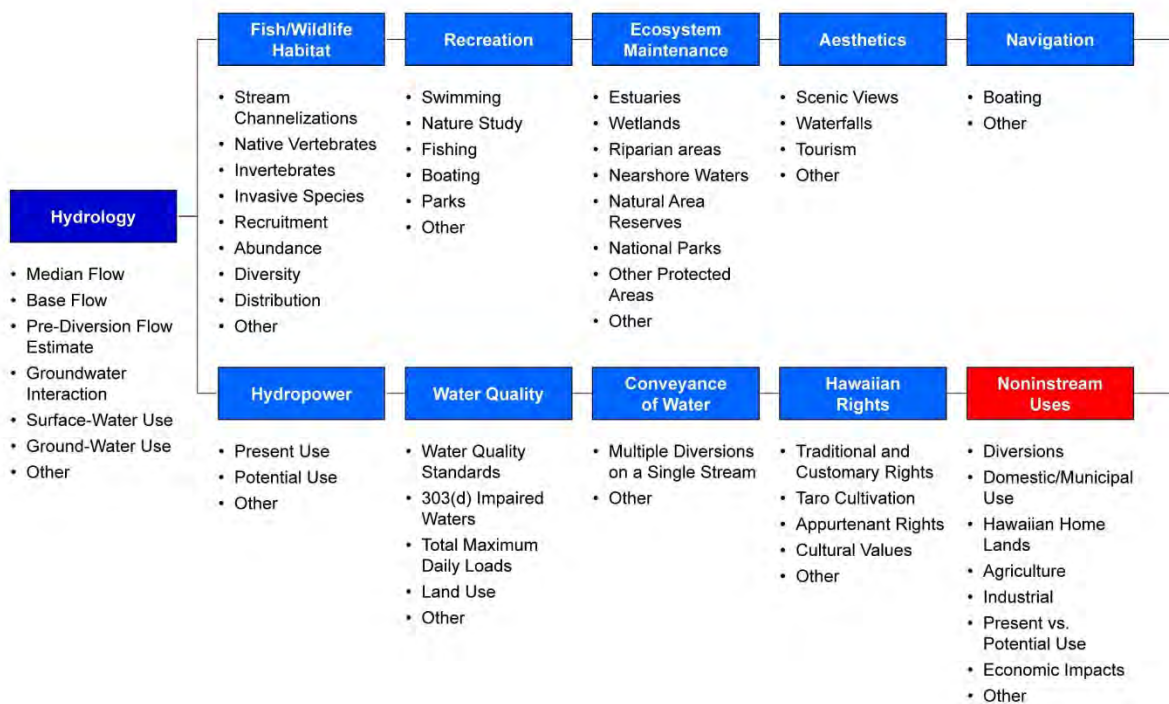 Fish/Wildlife
Habitat
• Stream
Channelizations
• Native Vertebrates
• Invertebrates
• Invasive Species
• Recruitment
• Abundance
• Diversity
• Distribution
• Other
Recreation
• Swimming
• Nature Study
• Fishing
• Boating
• Parks
• Other
Ecosystem
Maintenance
• Estuaries
• Wetlands
• Riparian areas
• Nearshore Waters
• Natural Area
Reserves
• National Parks
• Other Protected
Areas
• Other
Aesthetics
• Scenic Views
• Waterfalls
• Tourism
• Other
Navigation
• Boating
• Other
Hydrology
• Median Flow
• Base Flow
• Pre-Diversion Flow
Estimate
• Groundwater
Interaction
• Surface-Water Use
• Ground-Water Use
• Other
Hydropower
• Present Use
• Potential Use
• Other
Water Quality
• Water Quality
Standards
• 303(d) Impaired
Waters
• Total Maximum
Daily Loads
• Land Use
• Other
Conveyance
of Water
• Multiple Diversions
on a Single Stream
• Other
Hawaiian
Rights
• Traditional and
Customary Rights
• Taro Cultivation
• Appurtenant Rights
• Cultural Values
• Other
Noninstream
Uses
• Diversions
• Domestic/Municipal
Use
• Hawaiian Home
Lands
• Agriculture
• Industrial
• Present vs.
Potential Use
• Economic Impacts
• Other